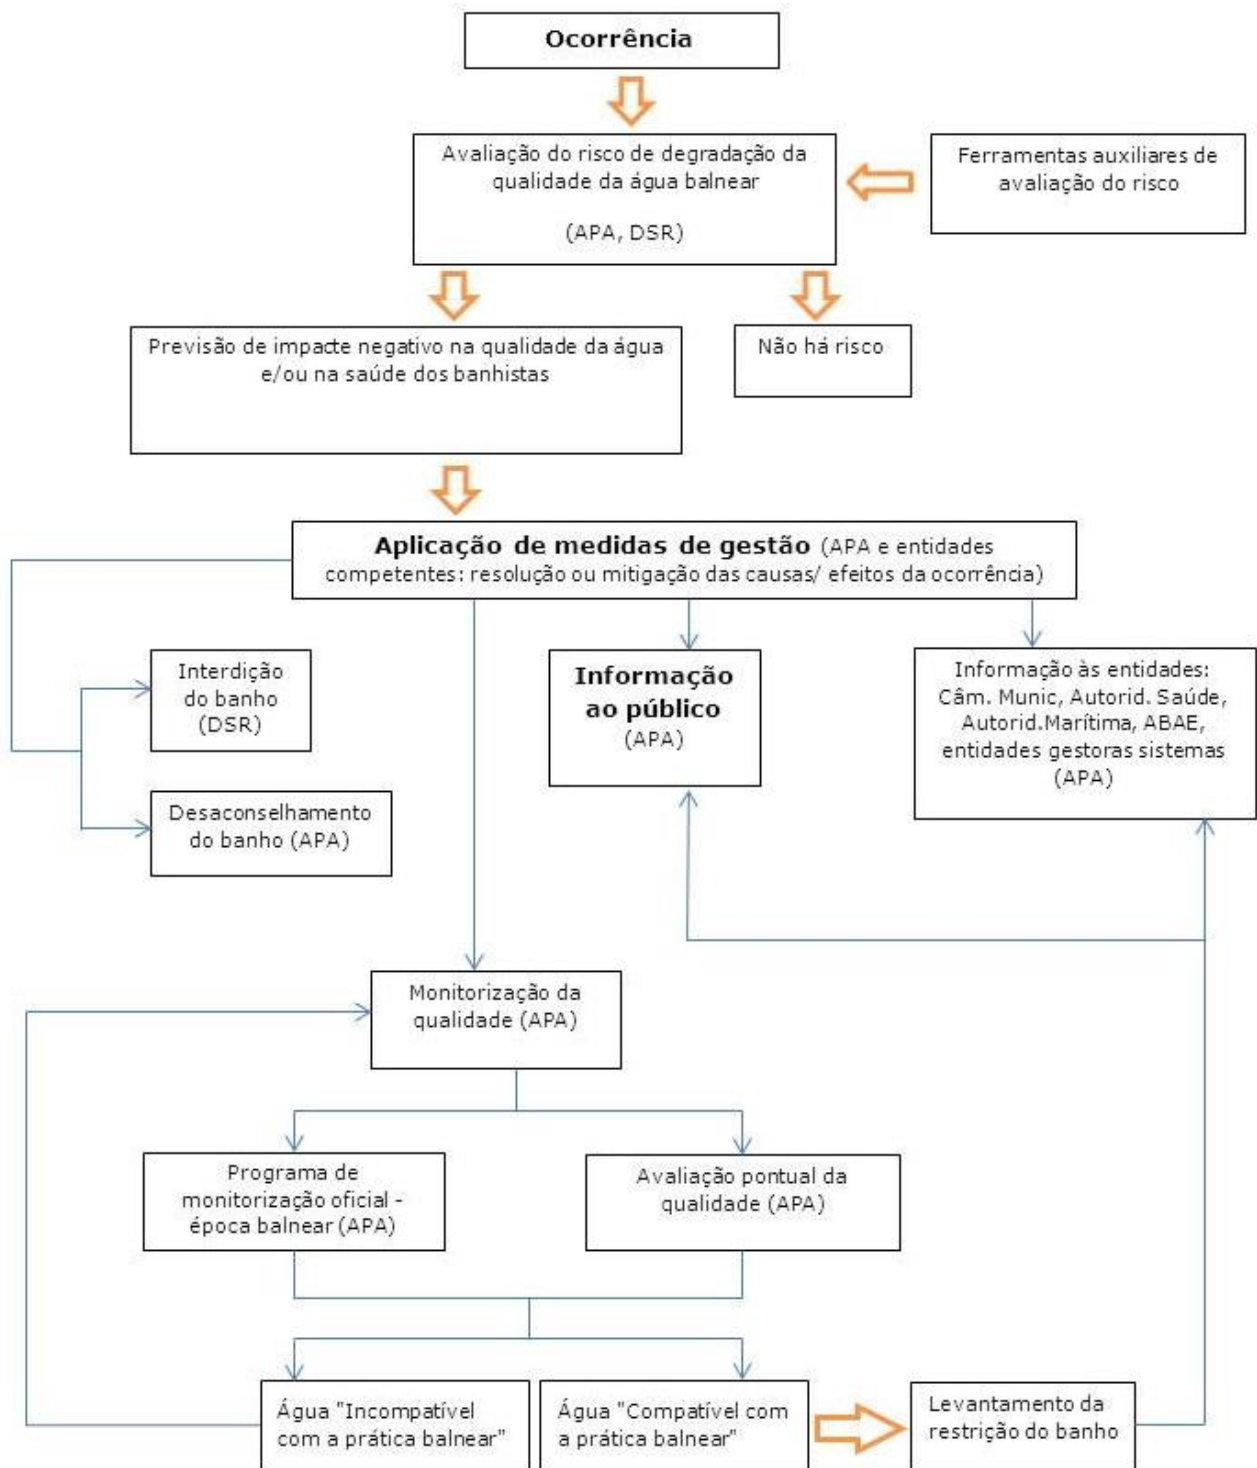 Ocorrência
Avaliação do risco de degradação da
qualidade da água balnear
(APA, DSR)
Ferramentas auxiliares de
avaliação do risco
Previsão de impacte negativo na qualidade da água
e/ou na saúde dos banhistas
Não há risco
Aplicação de medidas de gestão (APA e entidades
competentes: resolução ou mitigação das causas/ efeitos da ocorrência)
Interdição
do banho
(DSR)
Desaconselhamento
do banho (APA)
Informação
ao público
(APA)
Informação às entidades:
Câm. Munic, Autorid. Saúde,
Autorid.Marítima, ABAE,
entidades gestoras sistemas
(APA)
Monitorização da
qualidade (APA)
Programa de
monitorização oficial -
época balnear (APA)
Avaliação pontual da
qualidade (APA)
Água "Incompatível
com a prática balnear"
Água "Compatível com
a prática balnear"
Levantamento da
restrição do banho